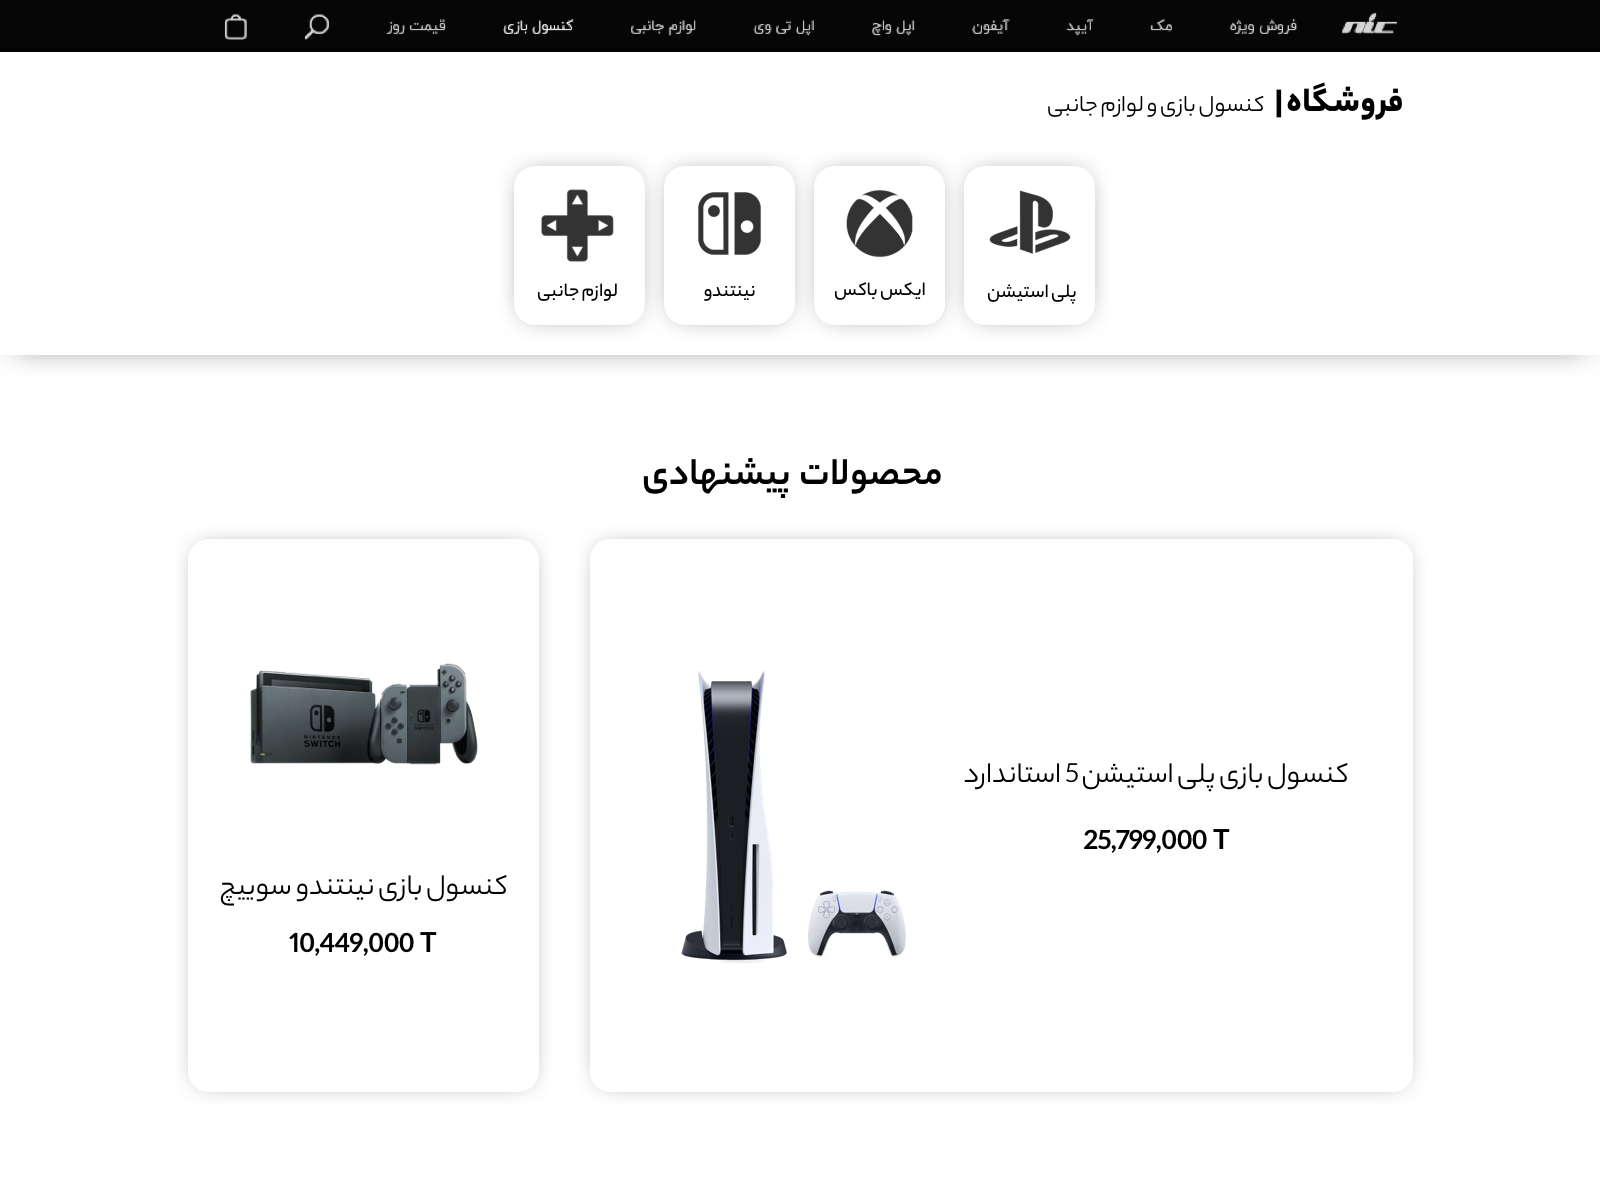 nic فروش ویژه مک آیپد آیفون اپل واچ اپل تی وی لوازم جانبی کنسول بازی قیمت روز
فروشگاه | کنسول بازی و لوازم جانبی
پلی استیشن
ایکس باکس
نینتندو
لوازم جانبی
محصولات پیشنهادی
کنسول بازی پلی استیشن 5 استاندارد
25,799,000 T
NINTENDO
SWITCH
کنسول بازی نینتندو سوییچ
10,449,000 T